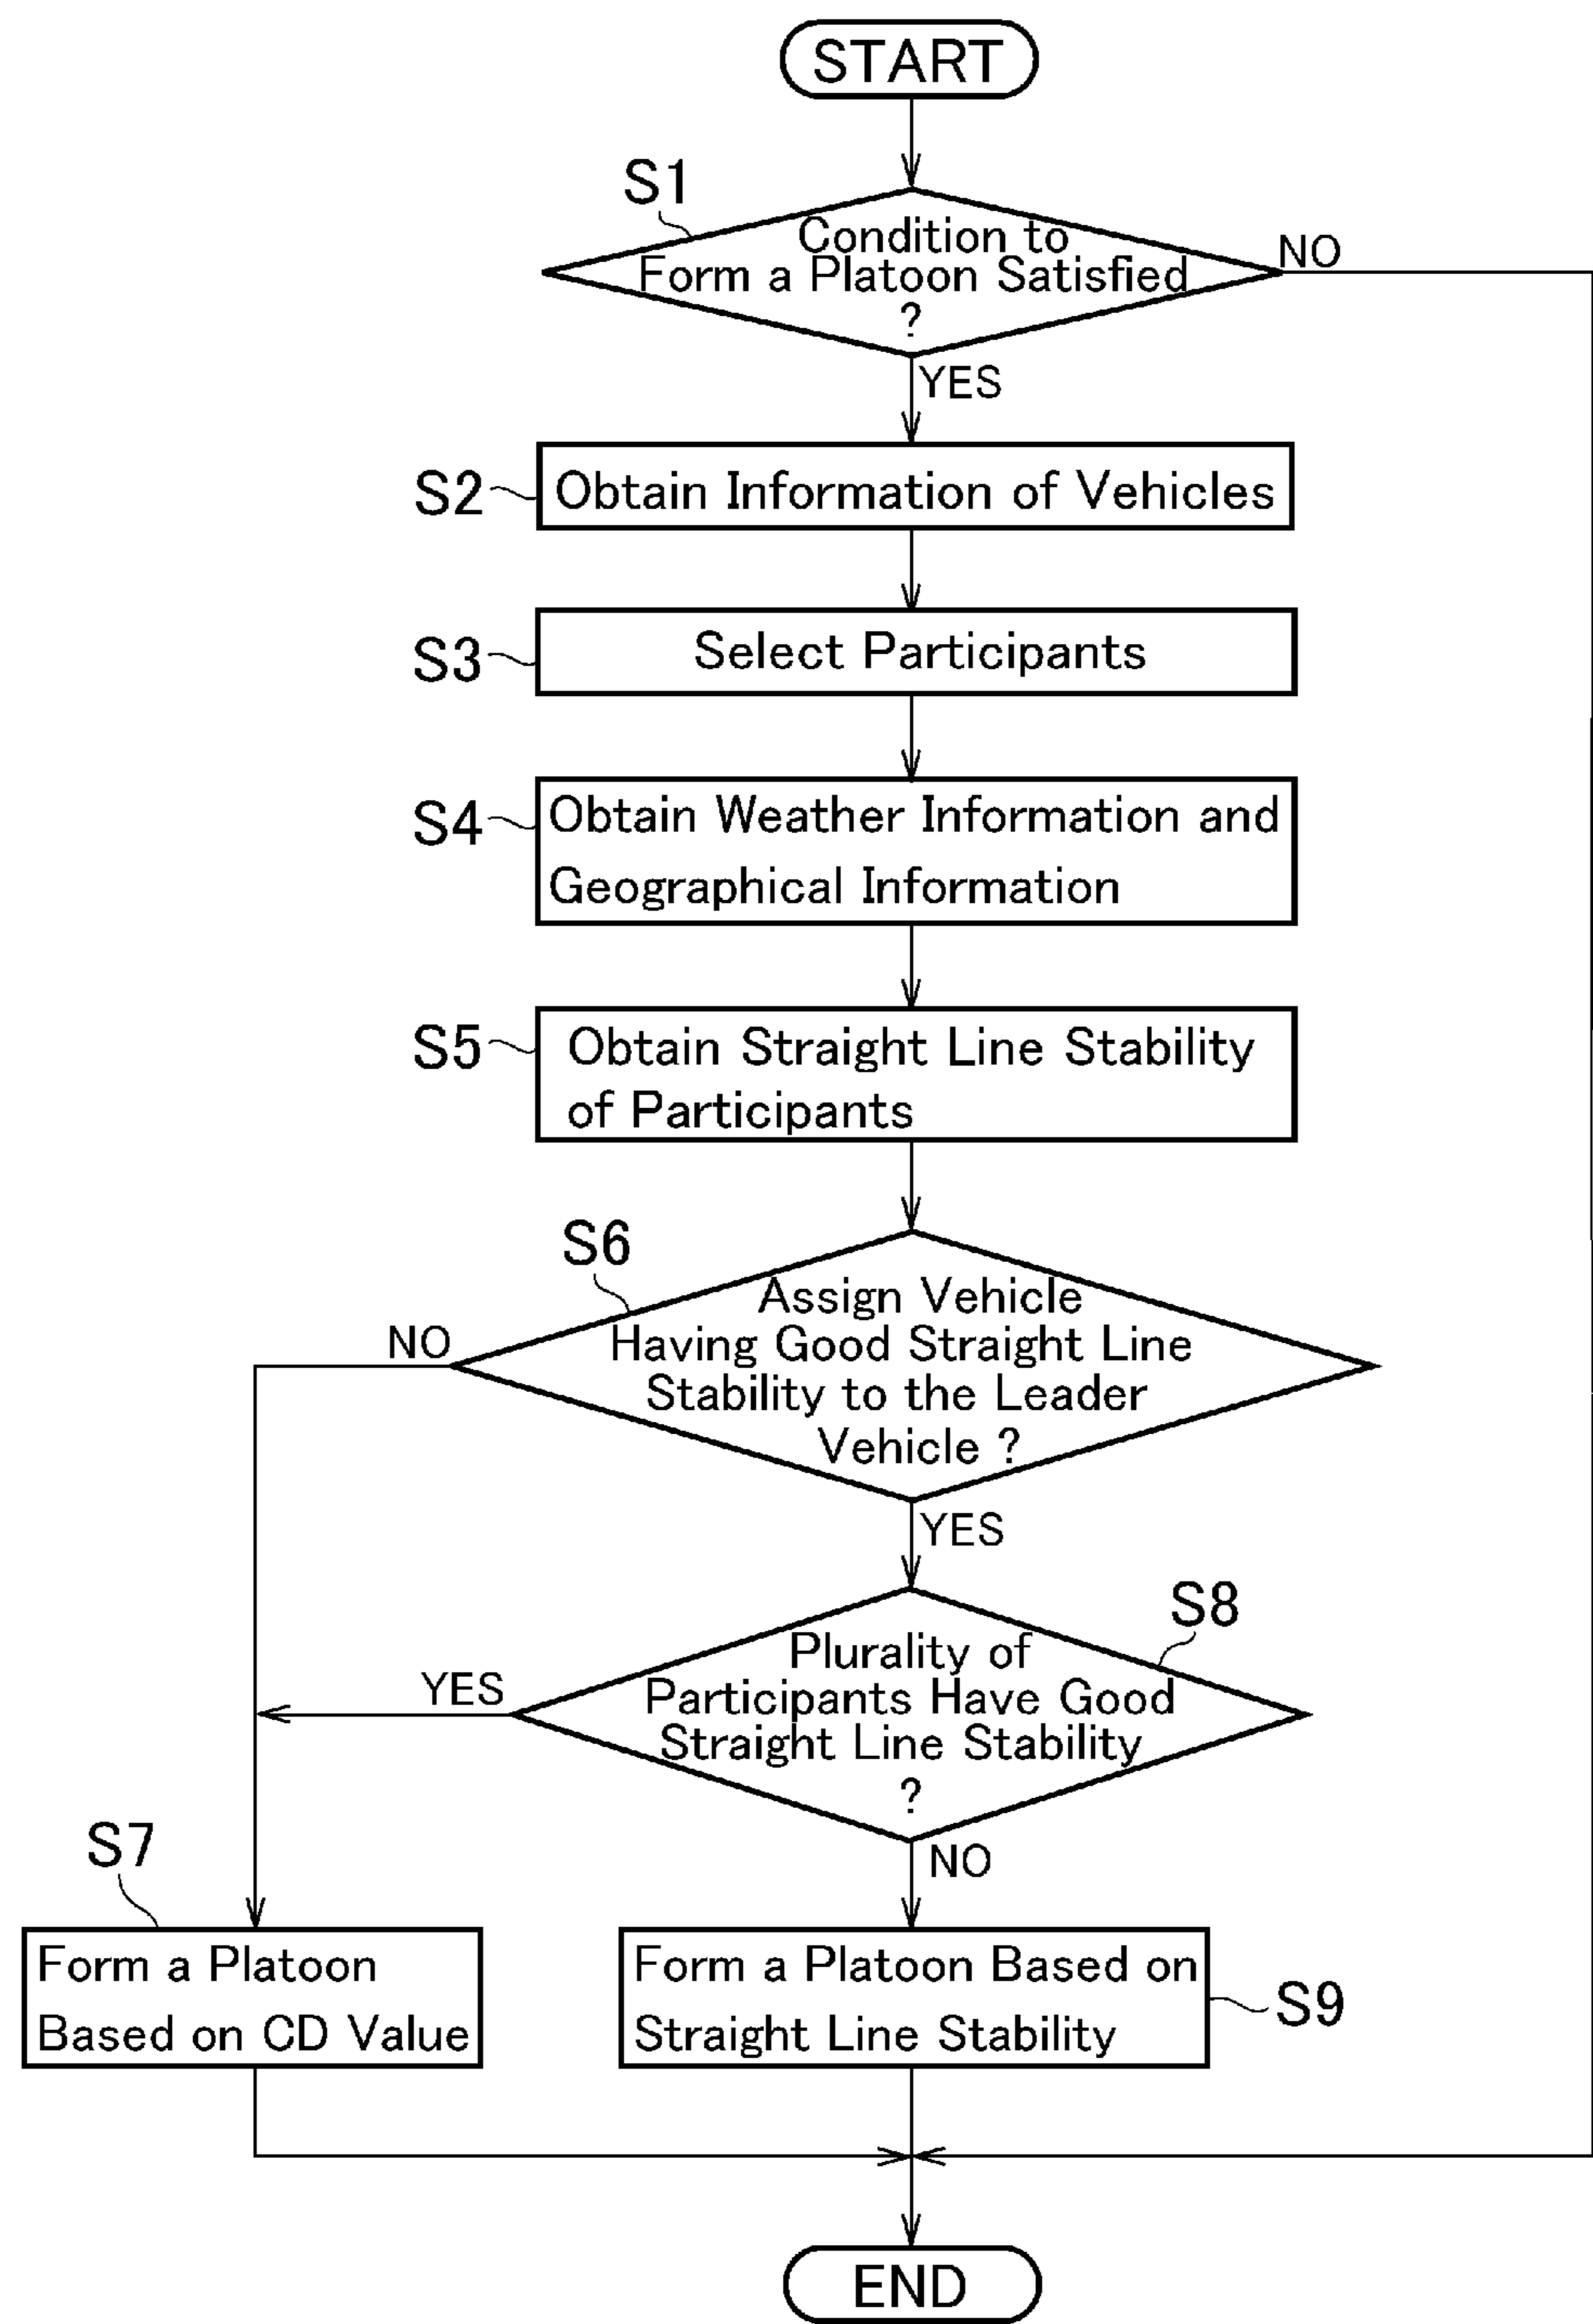 START
S1
Condition to
Form a Platoon Satisfied
?
NO
YES
S2
Obtain Information of Vehicles
S3
Select Participants
S4
Obtain Weather Information and
Geographical Information
S5
Obtain Straight Line Stability
of Participants
S6
Assign Vehicle
Having Good Straight Line
Stability to the Leader
Vehicle ?
NO
YES
S8
Plurality of
Participants Have Good
Straight Line Stability
?
YES
NO
S7
Form a Platoon
Based on CD Value
Form a Platoon Based on
Straight Line Stability
S9
END